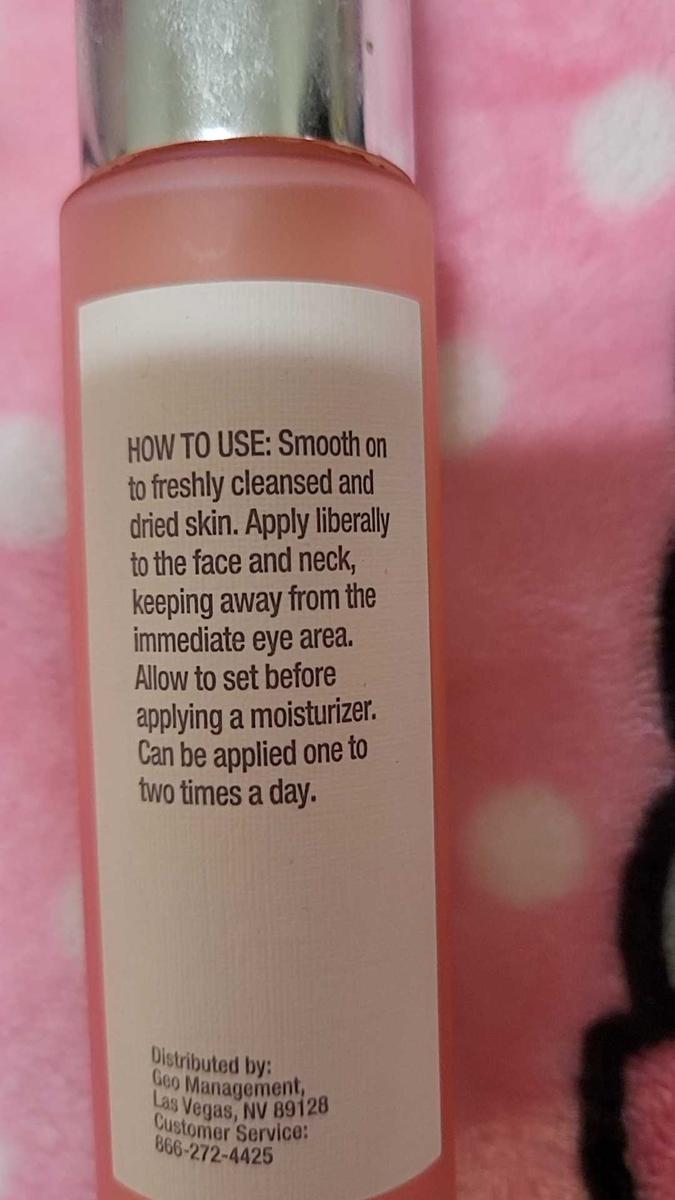 HOW TO USE: Smooth on
to freshly cleansed and
dried skin. Apply liberally
to the face and neck,
keeping away from the
immediate eye area.
Allow to set before
applying a moisturizer.
Can be applied one to
two times a day.
Distributed by:
Geo Management,
Las Vegas, NV 89128
Customer Service:
866-272-4425